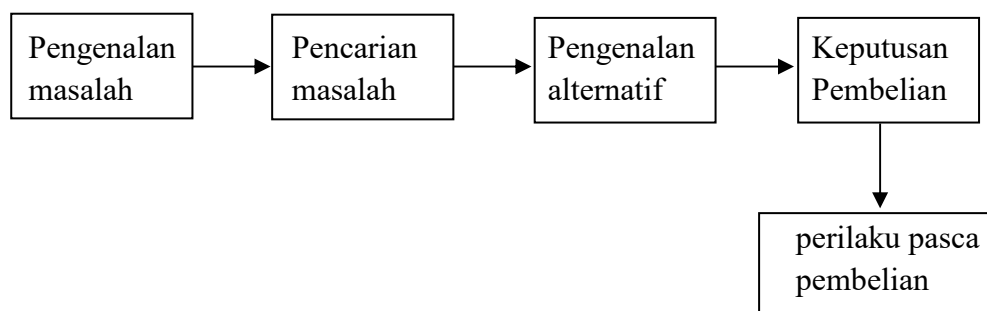 Pengenalan
masalah
Pencarian
masalah
Pengenalan
alternatif
Keputusan
Pembelian
perilaku pasca
pembelian